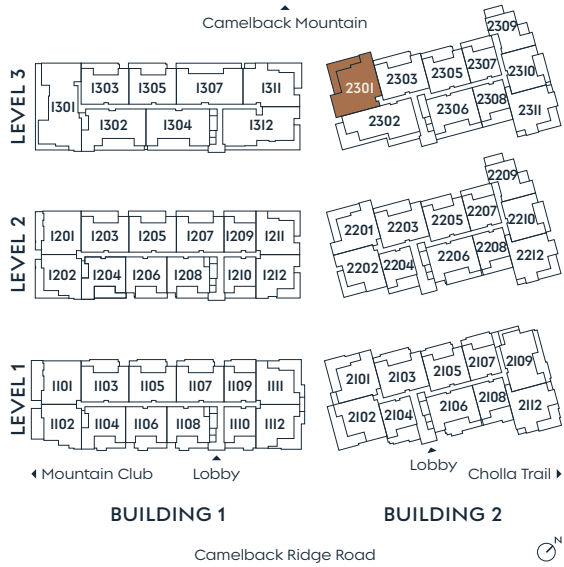 Camelback Mountain
LEVEL 3
1301 1303 1305 1307 1311
1302 1304 1312
2301 2303 2305 2307 2309 2310
2302 2306 2308 2311
LEVEL 2
1201 1203 1205 1207 1209 1211
1202 1204 1206 1208 1210 1212
2201 2203 2205 2207 2209 2210
2202 2204 2206 2208 2212
LEVEL 1
1101 1103 1105 1107 1109 1111
1102 1104 1106 1108 1110 1112
2101 2103 2105 2107 2109
2102 2104 2106 2108 2112
Mountain Club Lobby
Lobby Cholla Trail
BUILDING 1 BUILDING 2
Camelback Ridge Road
N